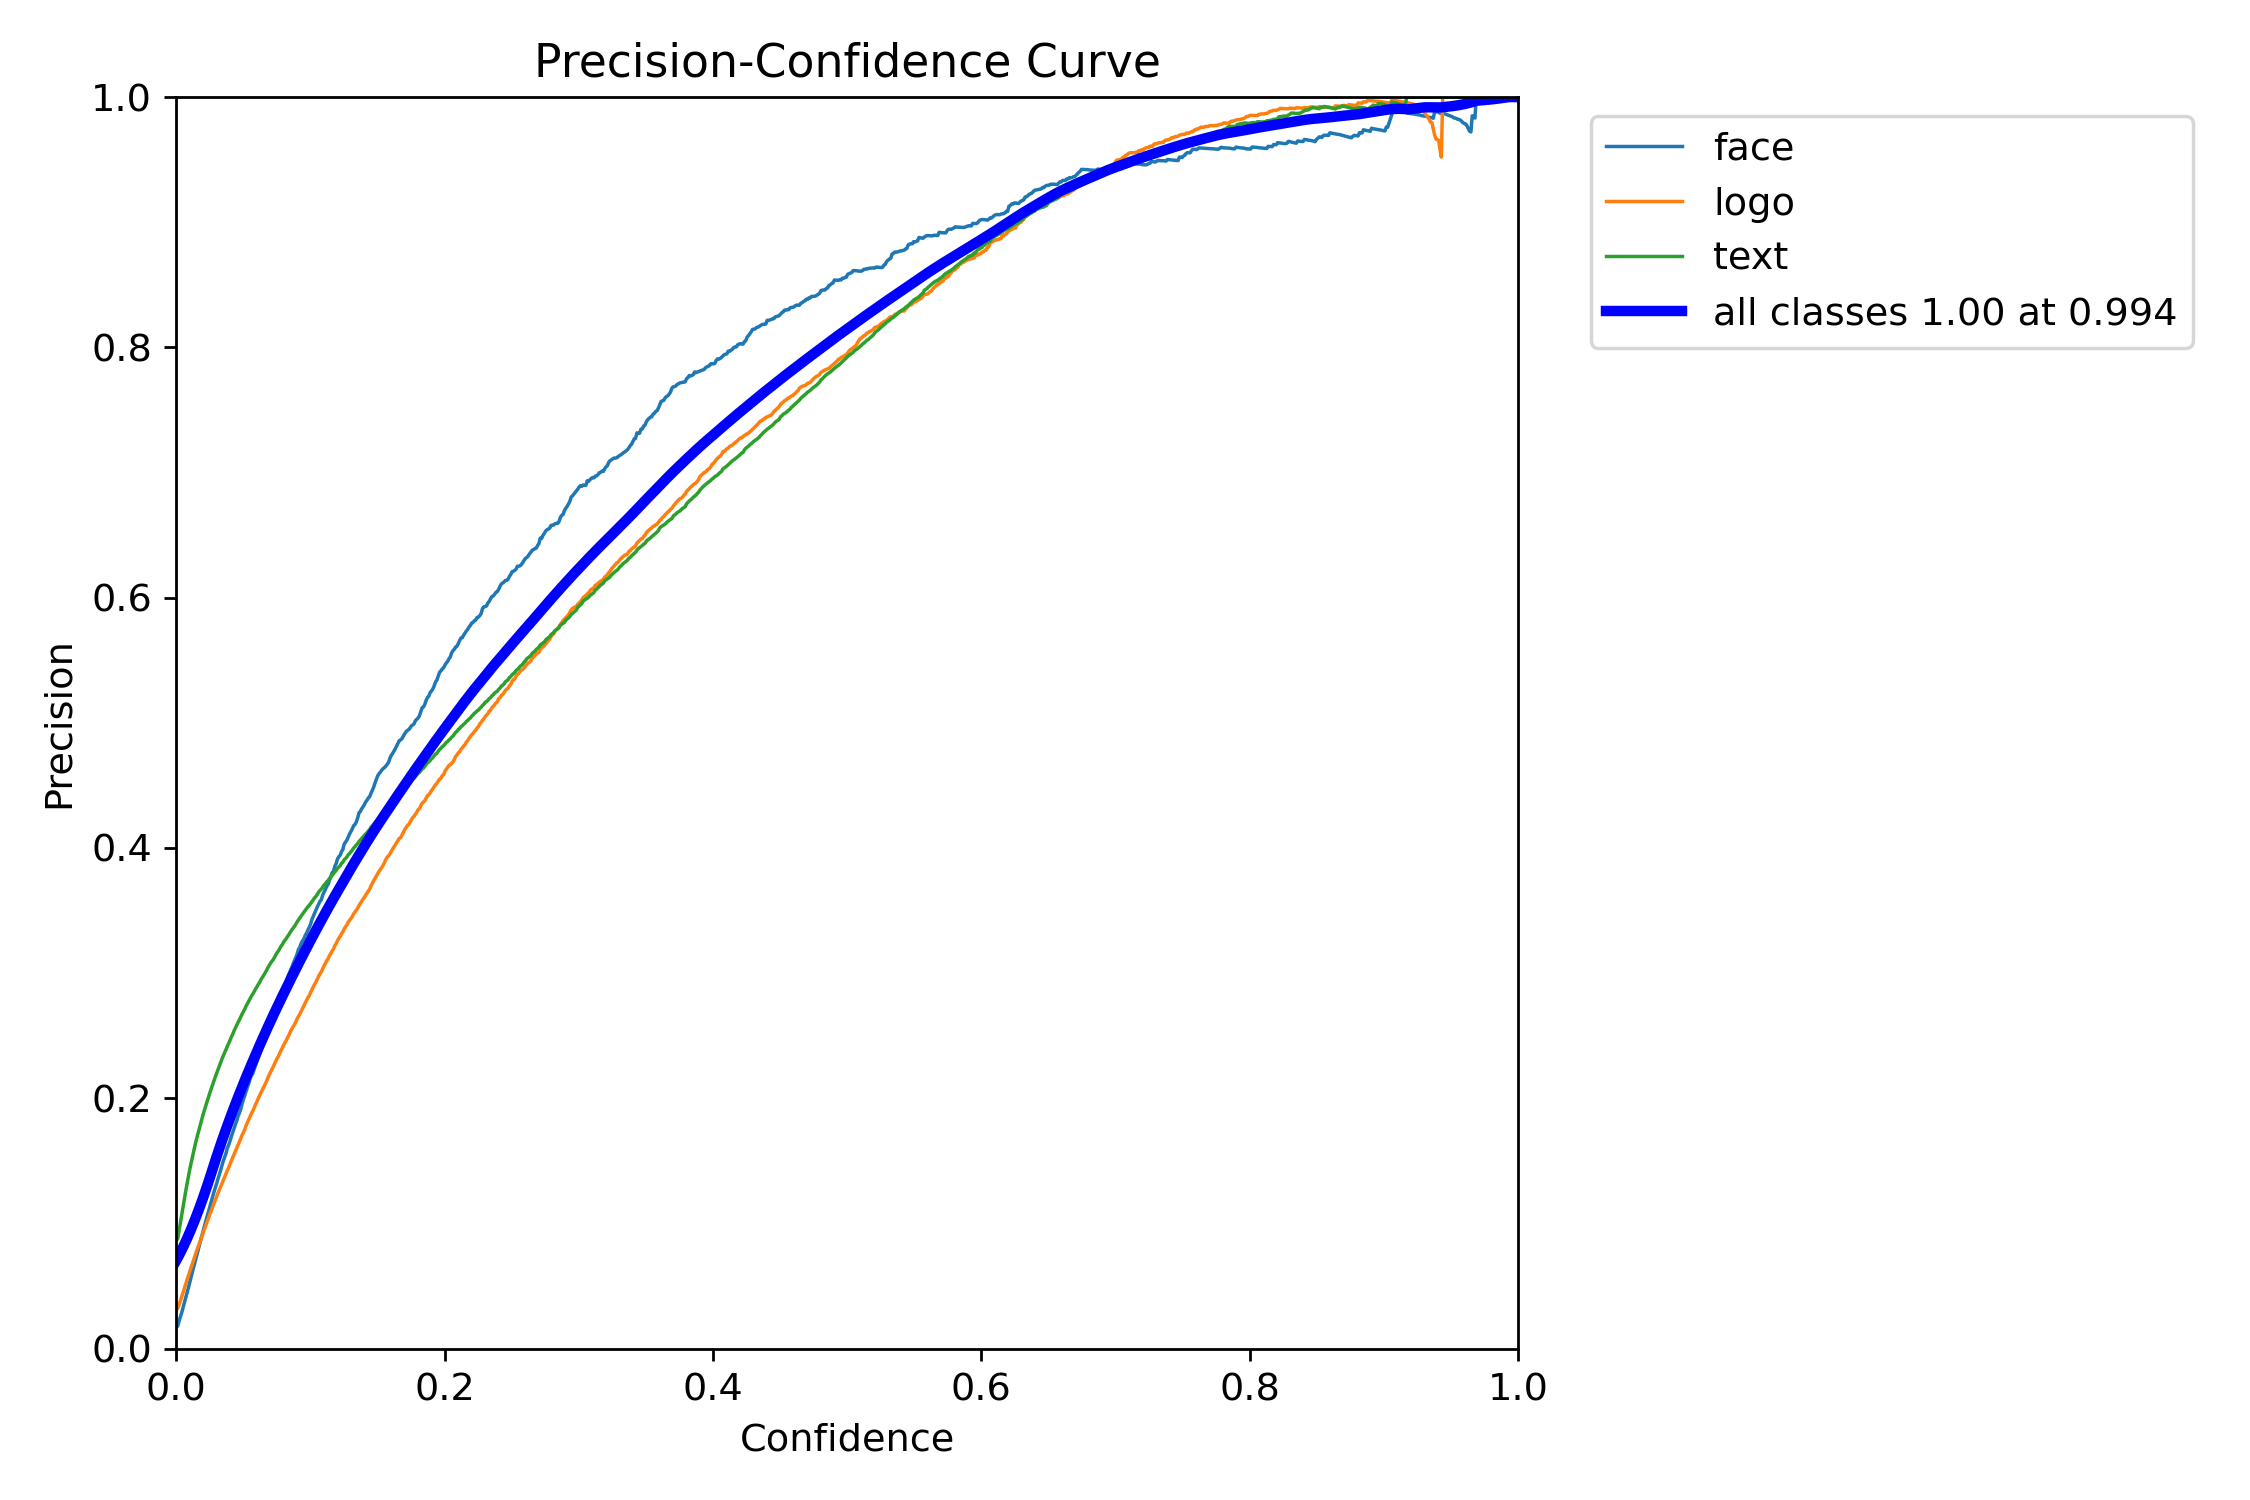 Precision-Confidence Curve
1.0
0.8
0.6
0.4
0.2
0.0
Precision
0.0 0.2 0.4 0.6 0.8 1.0
Confidence
face
logo
text
all classes 1.00 at 0.994